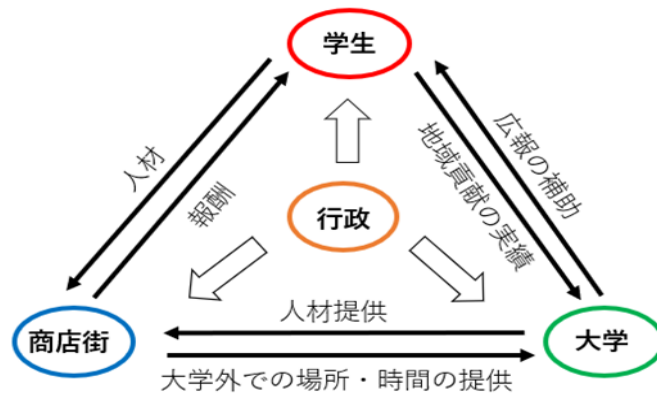 学生
人材
報酬
広報の補助
地域貢献の実績
行政
商店街
人材提供
大学
大学外での場所・時間の提供